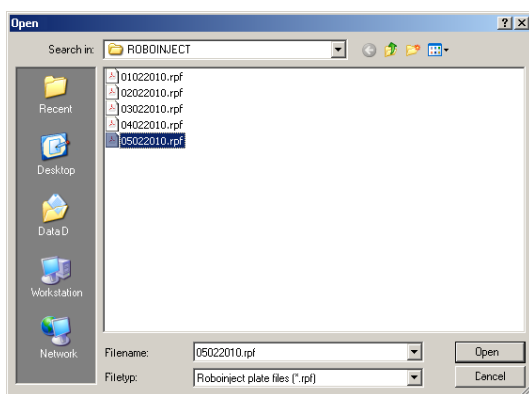 Open
Search in: ROBOINJECT
01022010.rpf
02022010.rpf
03022010.rpf
04022010.rpf
05022010.rpf
Recent
Desktop
Data D
Workstation
Network
Filename: 05022010.rpf Open
Filetyp: Roboinject plate files (*.rpf) Cancel